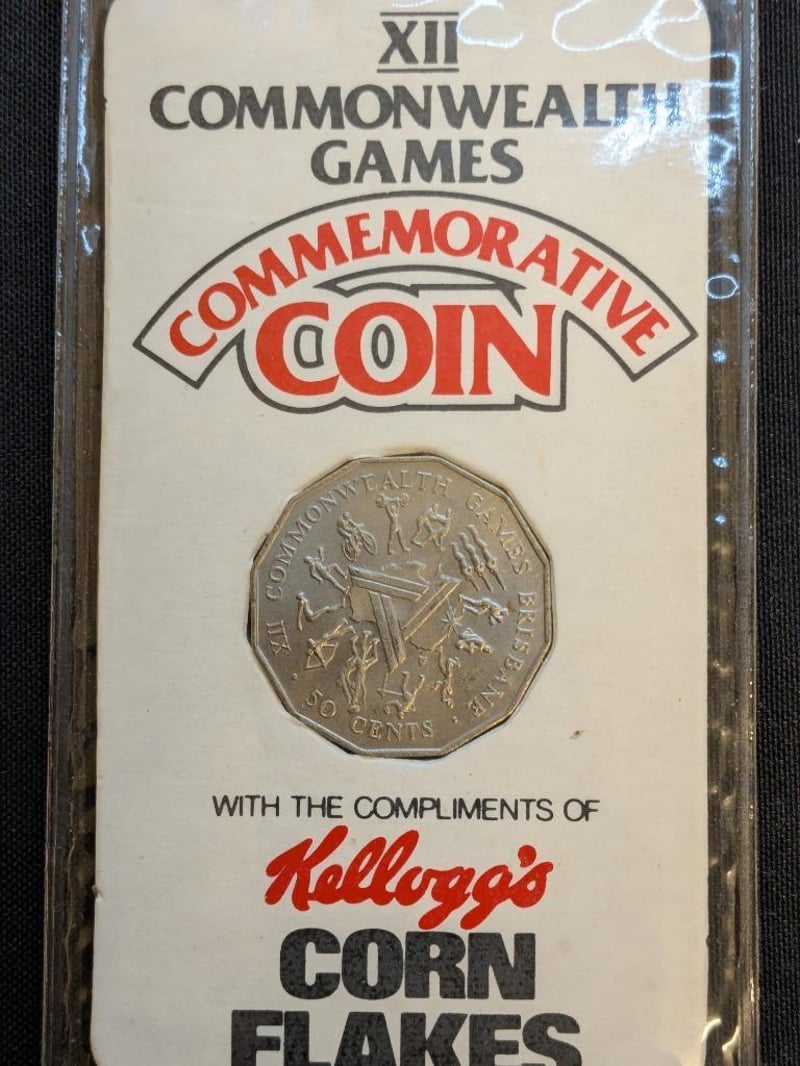 XII
COMMONWEALTH
GAMES
COMMEMORATIVE
COIN
XII COMMONWEALTH GAMES BRISBANE
50 CENTS
WITH THE COMPLIMENTS OF
Kellogg's
CORN
FLAKES